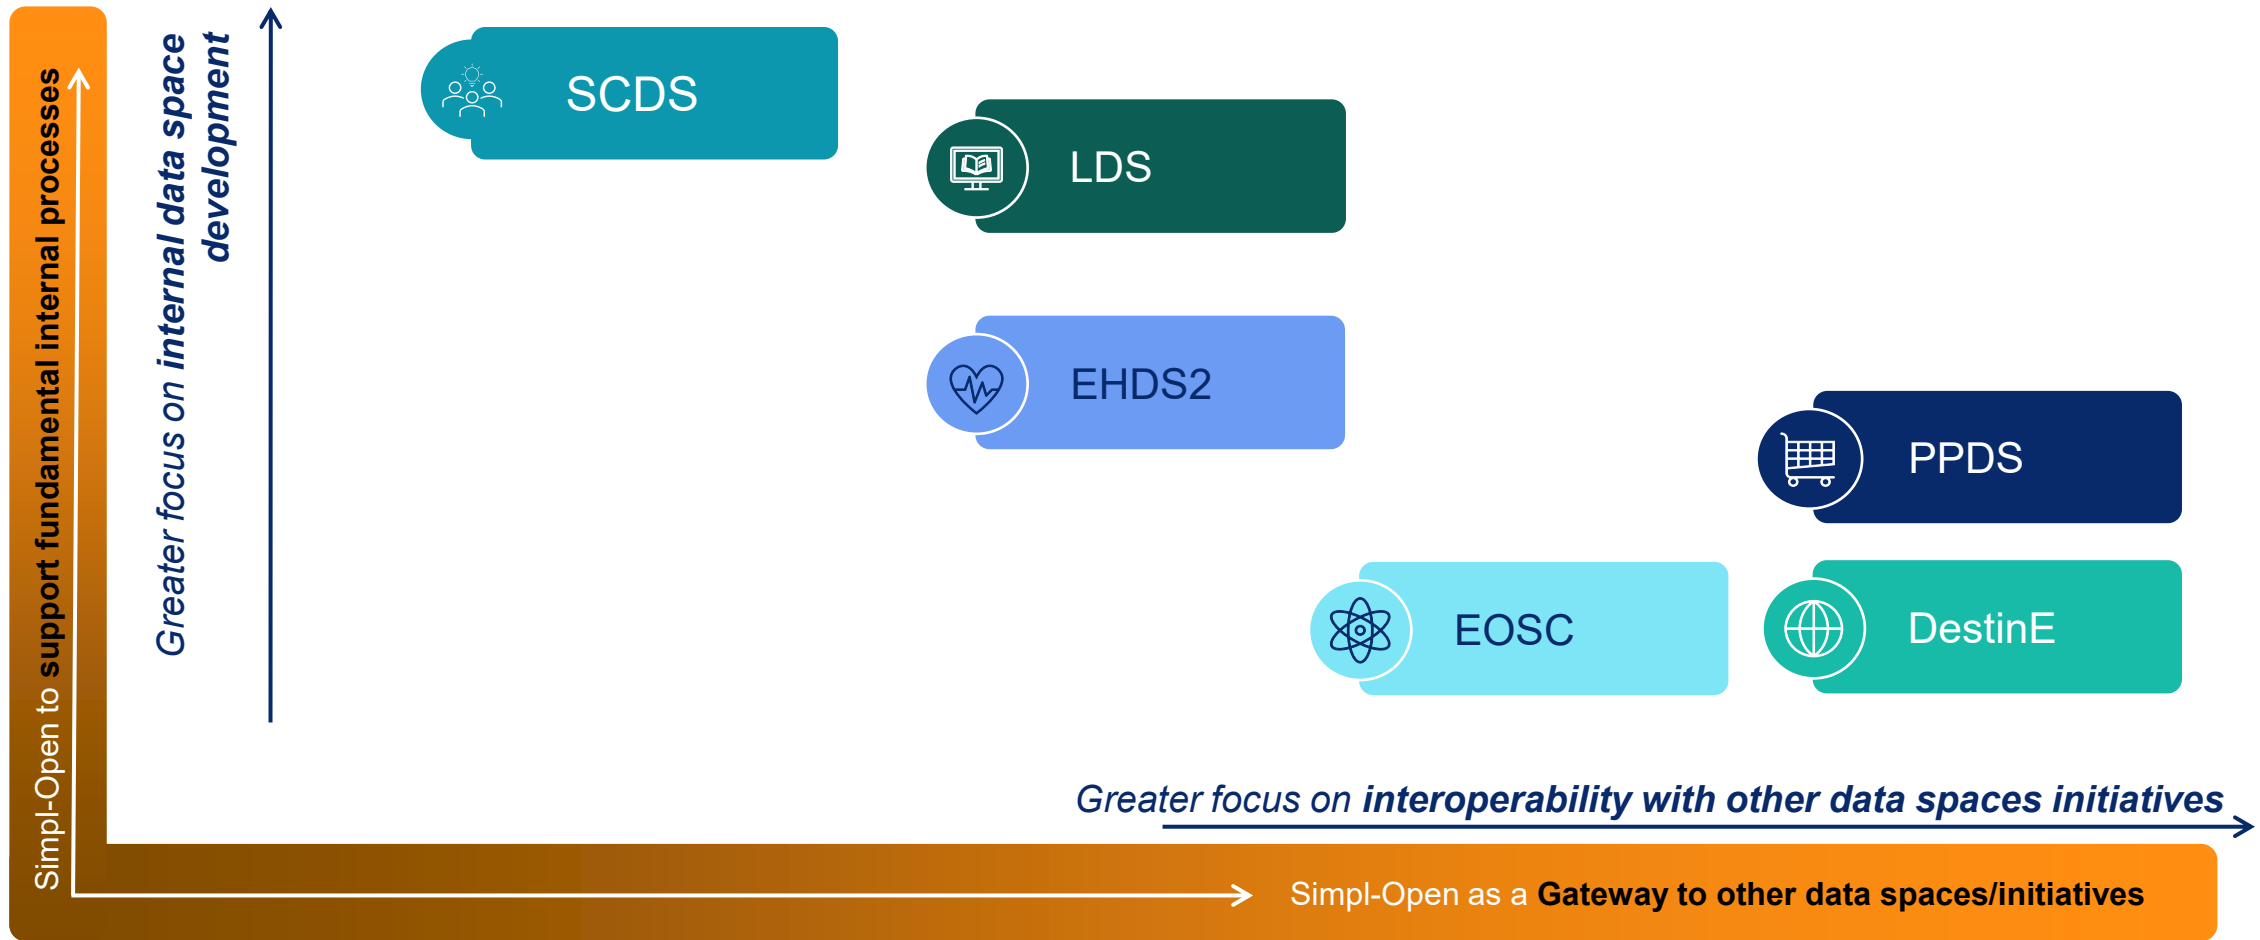 Simpl-Open to support fundamental internal processes
Greater focus on internal data space
development
SCDS
LDS
EHDS2
PPDS
EOSC
DestinE
Greater focus on interoperability with other data spaces initiatives
Simpl-Open as a Gateway to other data spaces/initiatives